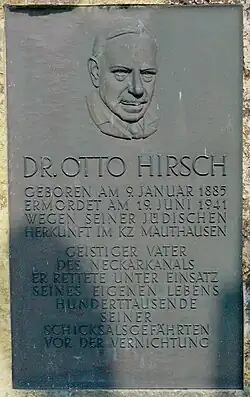 DR. OTTO HIRSCH
GEBOREN AM 9. JANUAR 1885
ERMORDET AM 19. JUNI 1941
WEGEN SEINER JÜDISCHEN
HERKUNFT IM KZ MAUTHAUSEN
GEISTIGER VATER
DES NECKARKANALS
ER RETTETE UNTER EINSATZ
SEINES EIGENEN LEBENS
HUNDERTTAUSENDE
SEINER
SCHICKSALSGEFÄHRTEN
VOR DER VERNICHTUNG